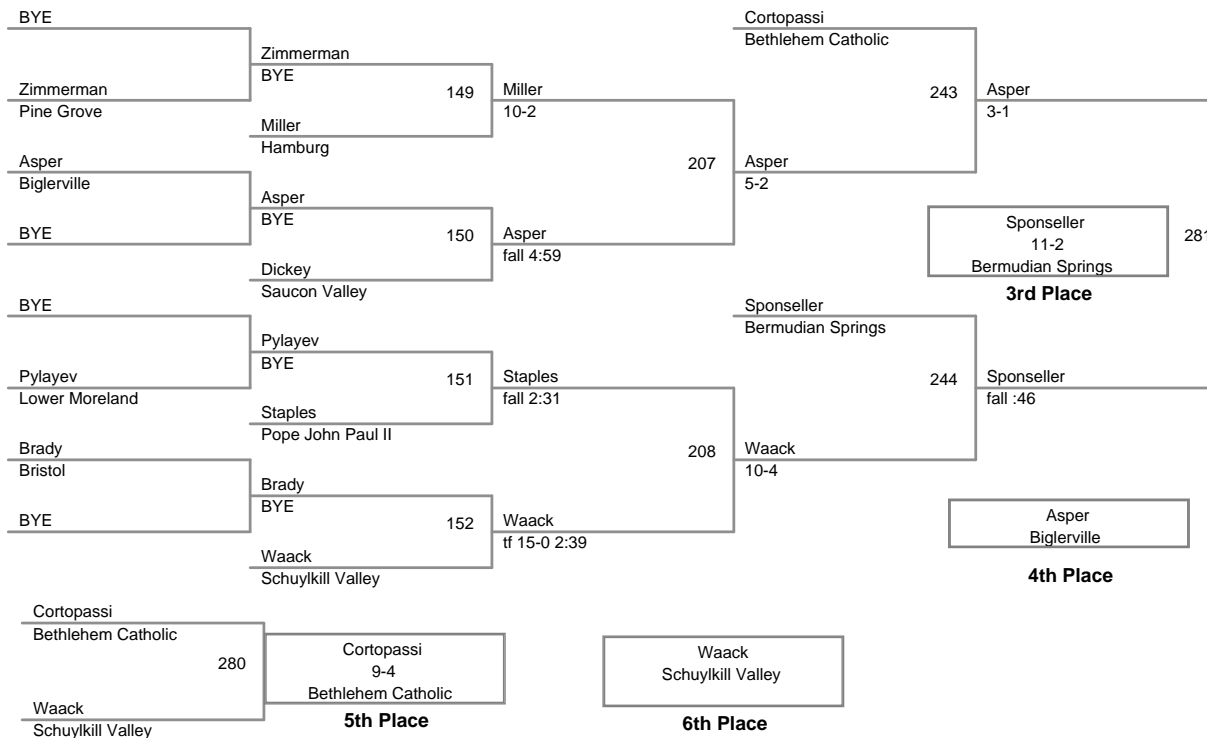 BYE
Zimmerman
Pine Grove
Asper
Biglerville
BYE
BYE
Pylayev
Lower Moreland
Brady
Bristol
BYE
Zimmerman
BYE
149
Miller
Hamburg
Asper
BYE
150
Dickey
Saucon Valley
Pylayev
BYE
151
Staples
Pope John Paul II
Brady
BYE
152
Waack
Schuylkill Valley
Miller
10-2
207
Asper
fall 4:59
Staples
fall 2:31
208
Waack
tf 15-0 2:39
Cortopassi
Bethlehem Catholic
243
Asper
5-2
Sponseller
Bermudian Springs
244
Waack
10-4
Asper
3-1
Sponseller
11-2
Bermudian Springs
281
3rd Place
Sponseller
fall :46
Asper
Biglerville
4th Place
Cortopassi
Bethlehem Catholic
280
Waack
Schuylkill Valley
Cortopassi
9-4
Bethlehem Catholic
5th Place
Waack
Schuylkill Valley
6th Place